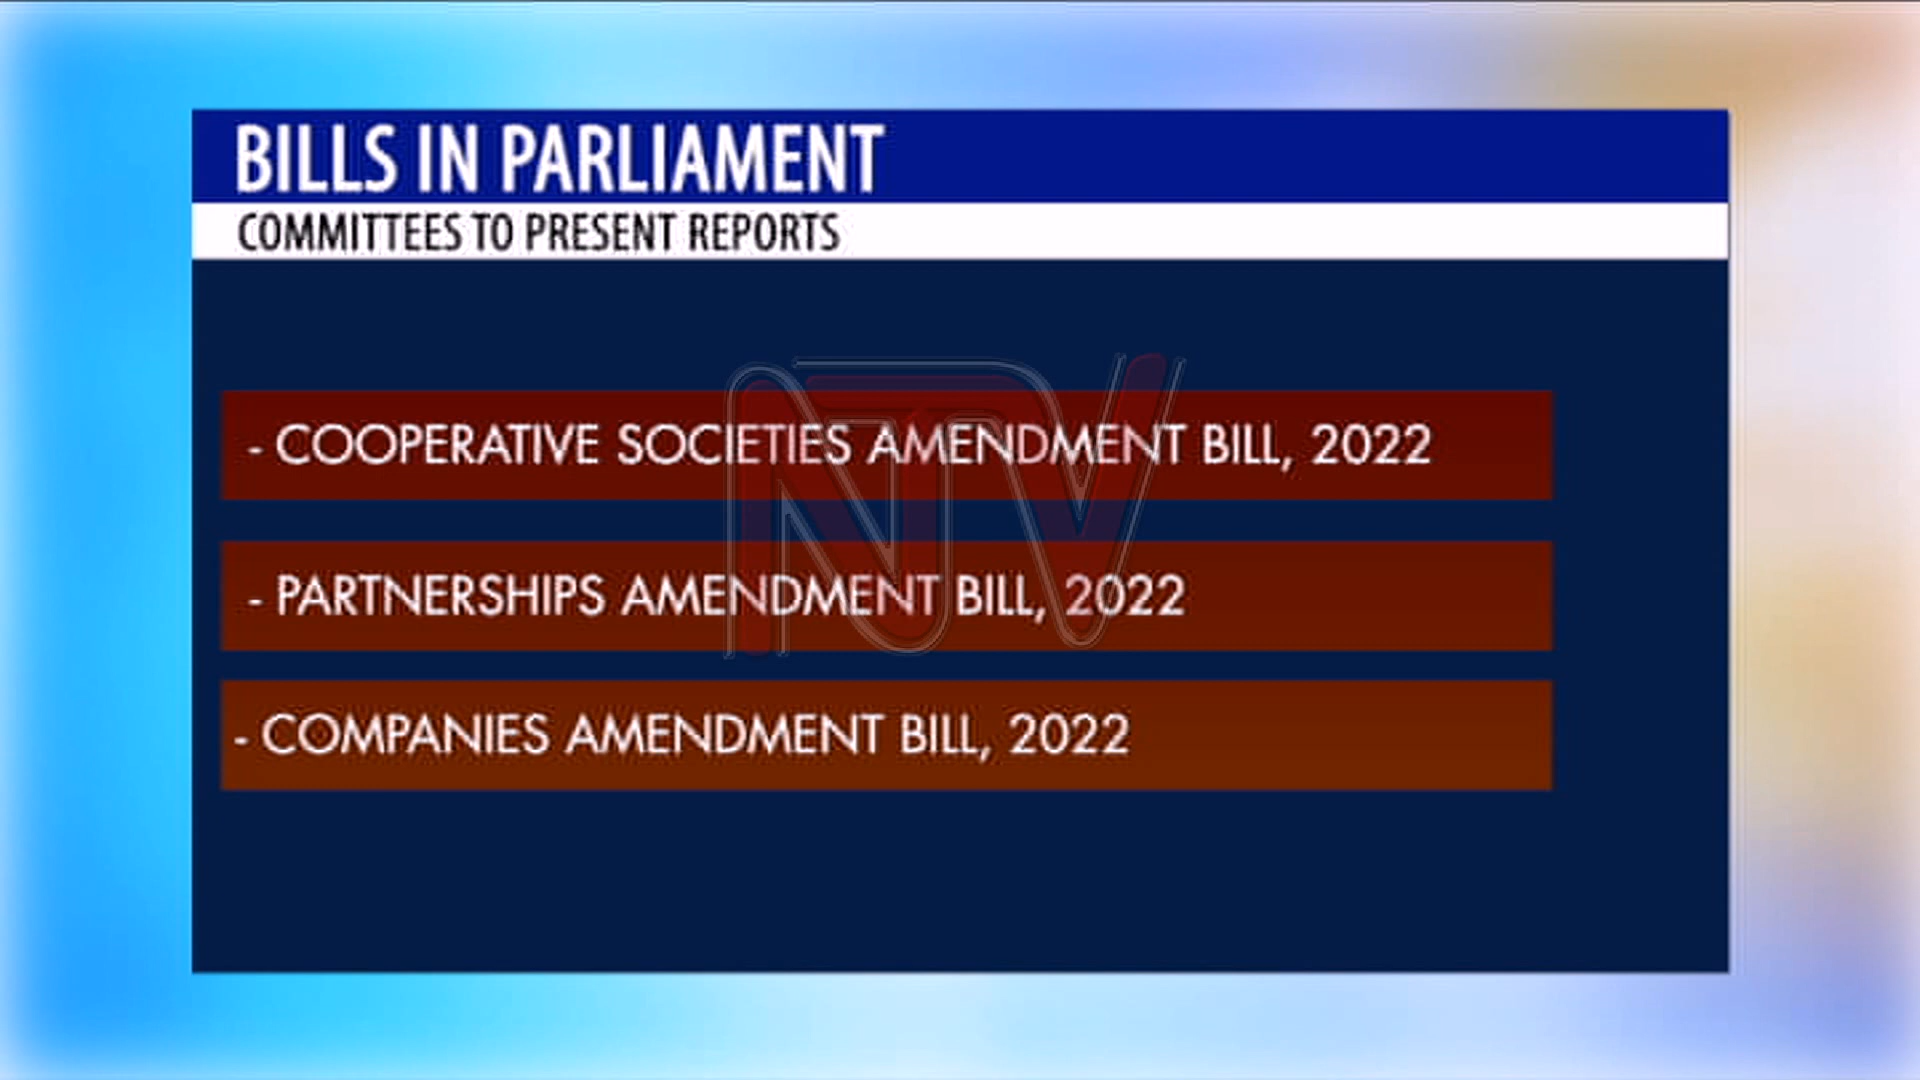 BILLS IN PARLIAMENT
COMMITTEES TO PRESENT REPORTS
- COOPERATIVE SOCIETIES AMENDMENT BILL, 2022
NTV
- PARTNERSHIPS AMENDMENT BILL, 2022
- COMPANIES AMENDMENT BILL, 2022